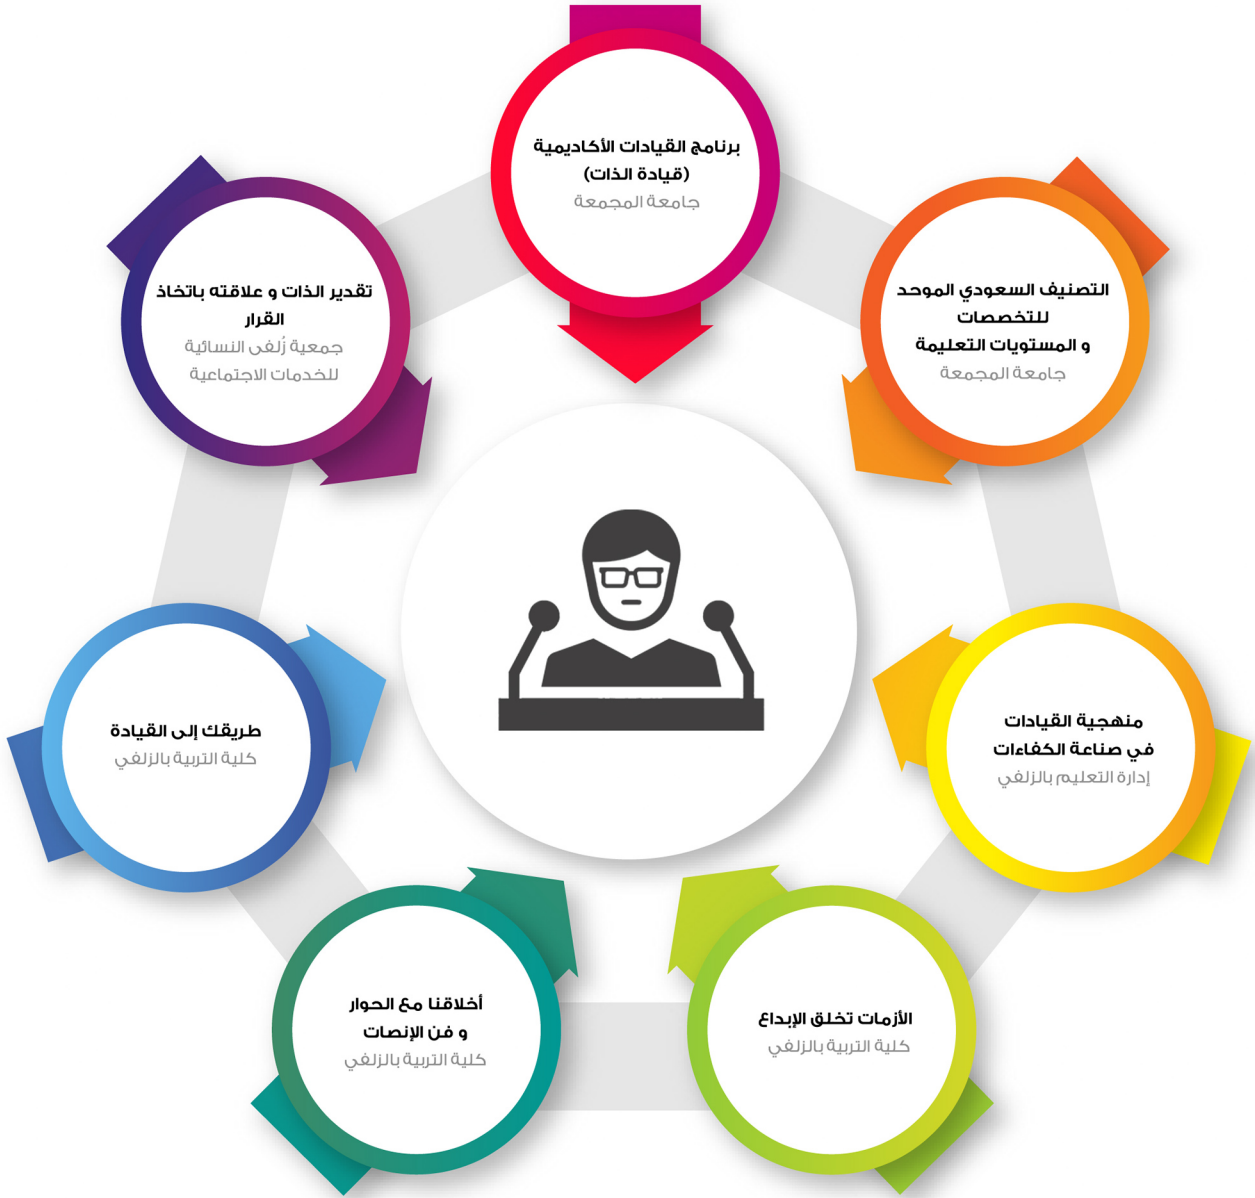 برنامج القيادات الأكاديمية
(قيادة الذات)
جامعة المجمعة
التصنيف السعودي الموحد
للتخصصات
و المستويات التعليمة
جامعة المجمعة
منهجية القيادات
في صناعة الكفاءات
إدارة التعليم بالزلفي
الأزمات تخلق الإبداع
كلية التربية بالزلفي
أخلاقنا مع الحوار
و فن الإنصات
كلية التربية بالزلفي
طريقك إلى القيادة
كلية التربية بالزلفي
تقدير الذات و علاقته باتخاذ
القرار
جمعية زُلفى النسائية
للخدمات الاجتماعية